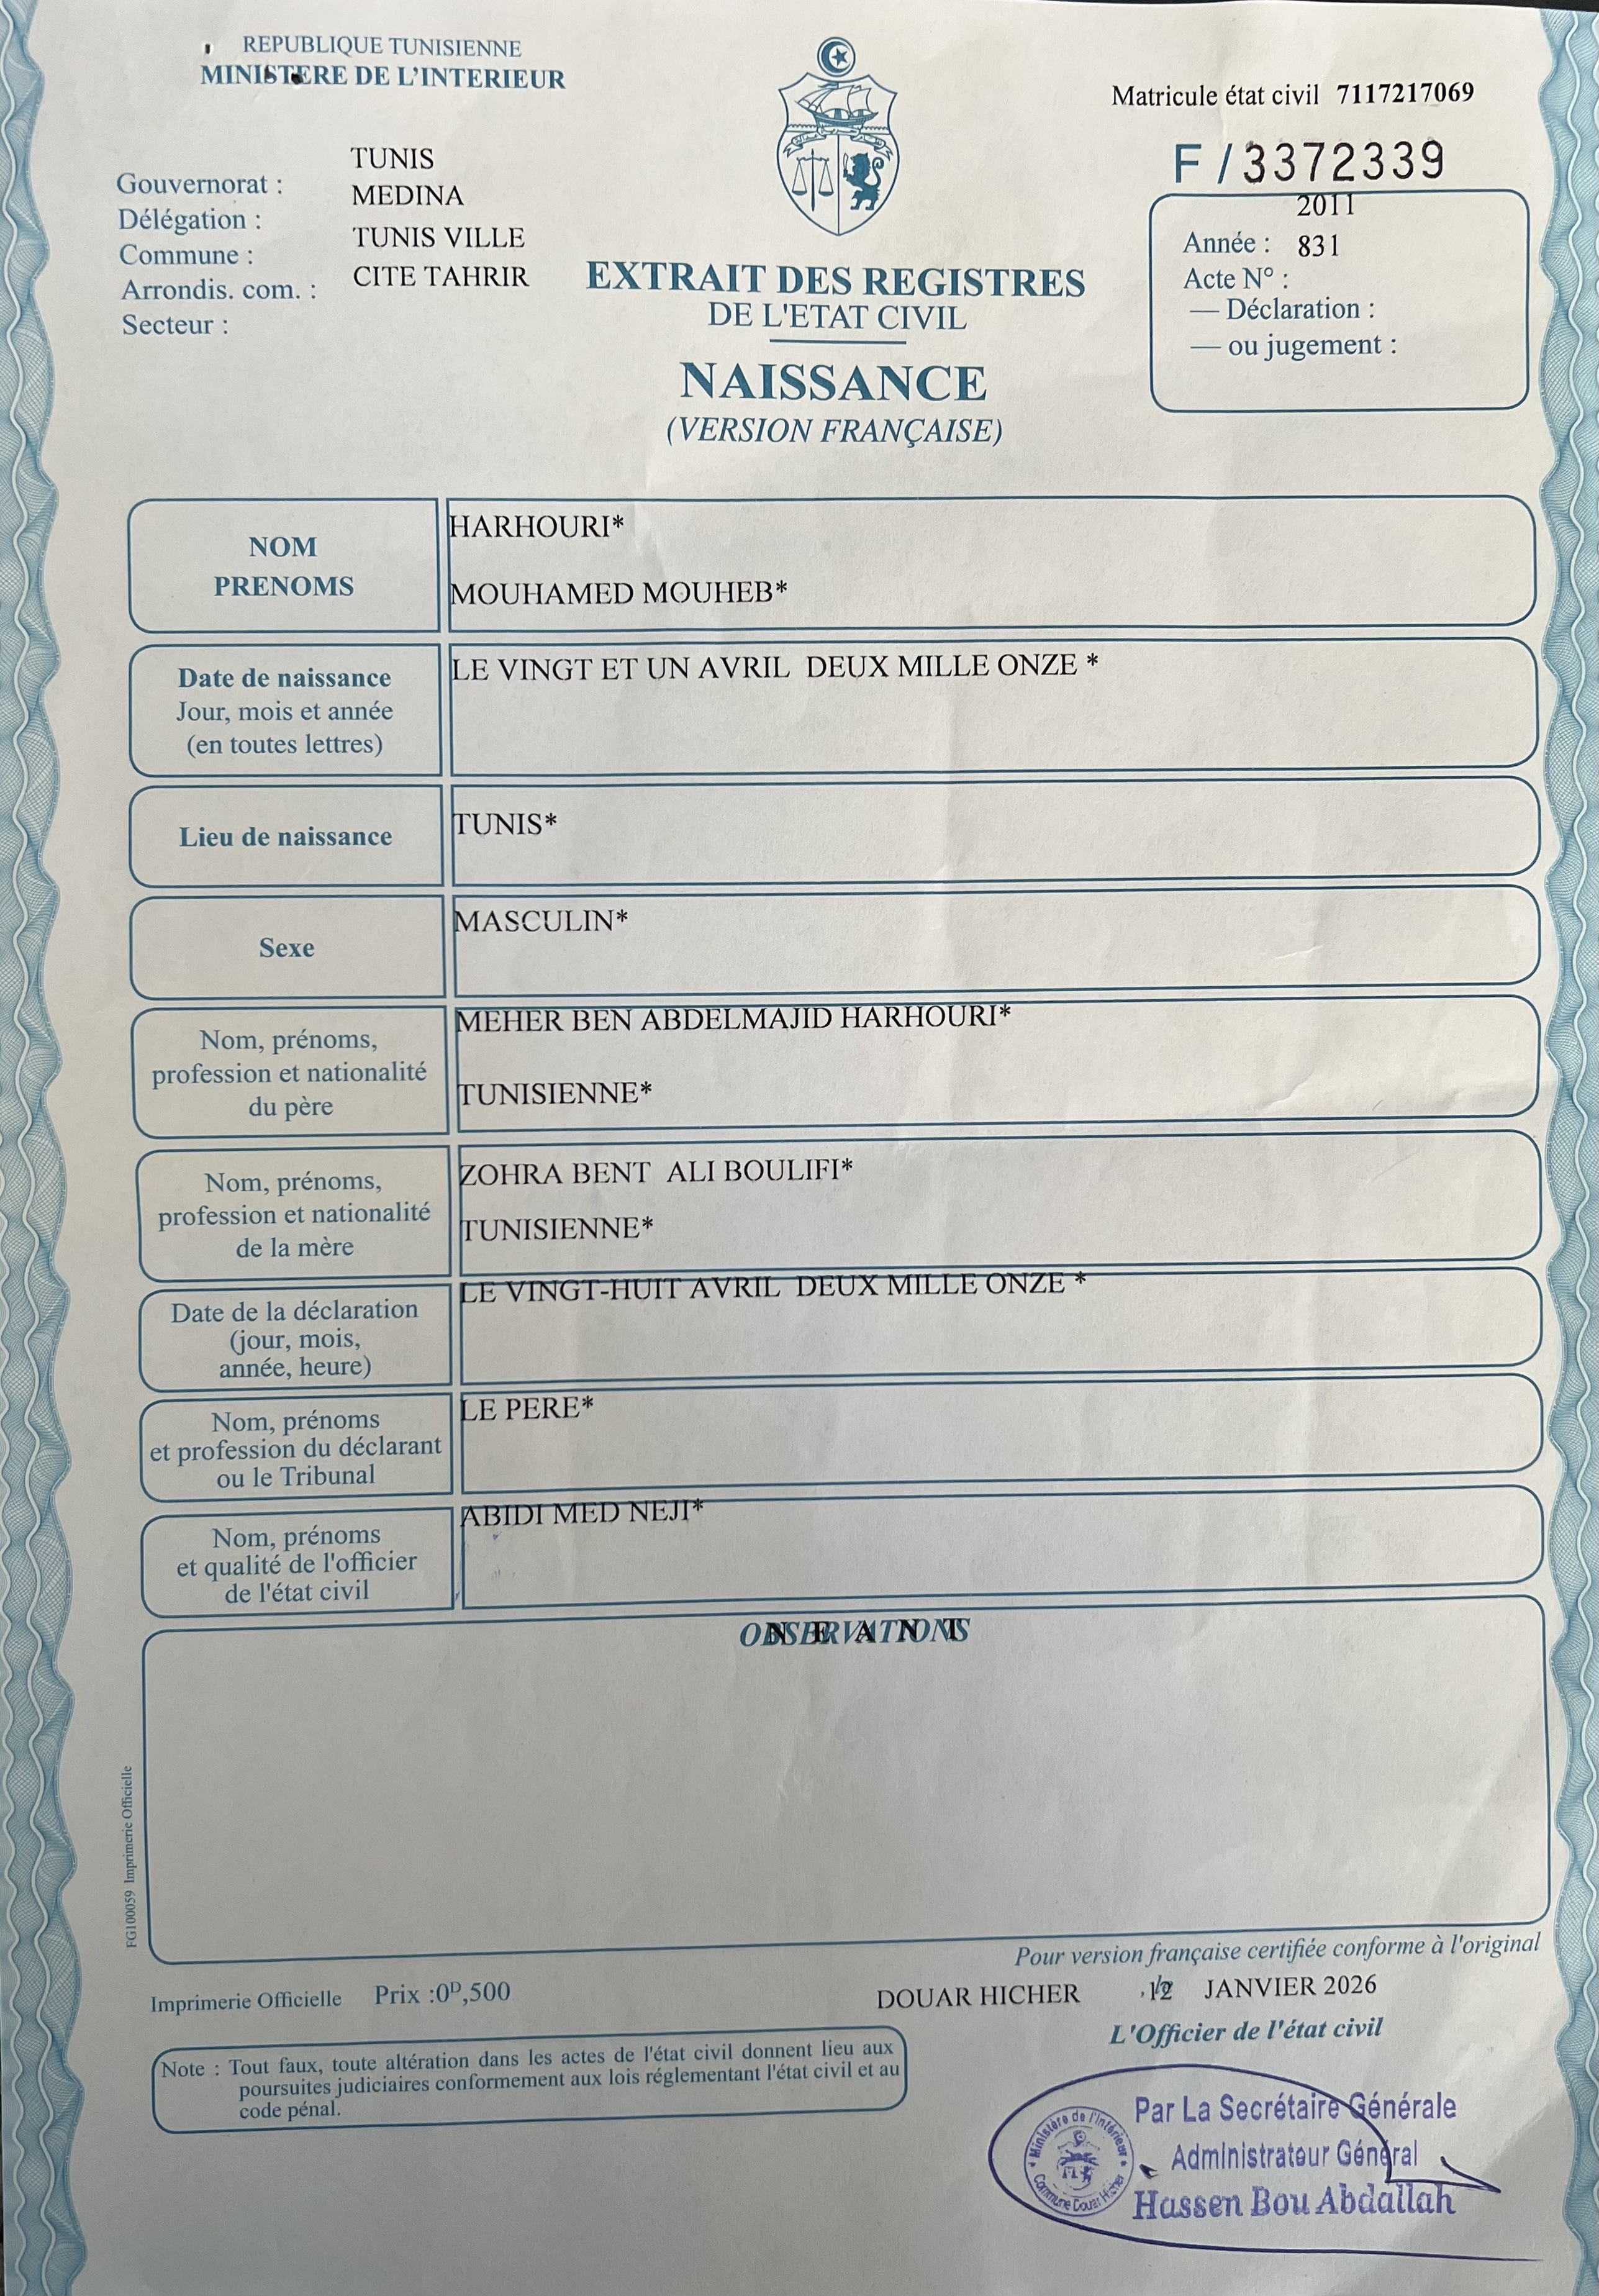 REPUBLIQUE TUNISIENNE
MINISTERE DE L'INTERIEUR
Matricule état civil 7117217069
F / 3372339
Gouvernorat : TUNIS
Délégation : MEDINA
Commune : TUNIS VILLE
Arrondis. com. : CITE TAHRIR
Secteur :
2011
Année : 831
Acte N° :
— Déclaration :
— ou jugement :
EXTRAIT DES REGISTRES
DE L'ETAT CIVIL
NAISSANCE
(VERSION FRANÇAISE)
NOM
PRENOMS
HARHOURI*
MOUHAMED MOUHEB*
Date de naissance
Jour, mois et année
(en toutes lettres)
LE VINGT ET UN AVRIL DEUX MILLE ONZE *
Lieu de naissance
TUNIS*
Sexe
MASCULIN*
Nom, prénoms,
profession et nationalité
du père
MEHER BEN ABDELMAJID HARHOURI*
TUNISIENNE*
Nom, prénoms,
profession et nationalité
de la mère
ZOHRA BENT ALI BOULIFI*
TUNISIENNE*
Date de la déclaration
(jour, mois,
année, heure)
LE VINGT-HUIT AVRIL DEUX MILLE ONZE *
Nom, prénoms
et profession du déclarant
ou le Tribunal
LE PERE*
Nom, prénoms
et qualité de l'officier
de l'état civil
ABIDI MED NEJI*
OBSERVATIONS
N E A N T
FG100059 Imprimerie Officielle
Pour version française certifiée conforme à l'original
Imprimerie Officielle Prix :0D,500
DOUAR HICHER , le 12 JANVIER 2026
L'Officier de l'état civil
Note : Tout faux, toute altération dans les actes de l'état civil donnent lieu aux
poursuites judiciaires conformement aux lois réglementant l'état civil et au
code pénal.
Par La Secrétaire Générale
Administrateur Général
Hassen Bou Abdallah
Ministère de l'Intérieur
Commune Douar Hicher